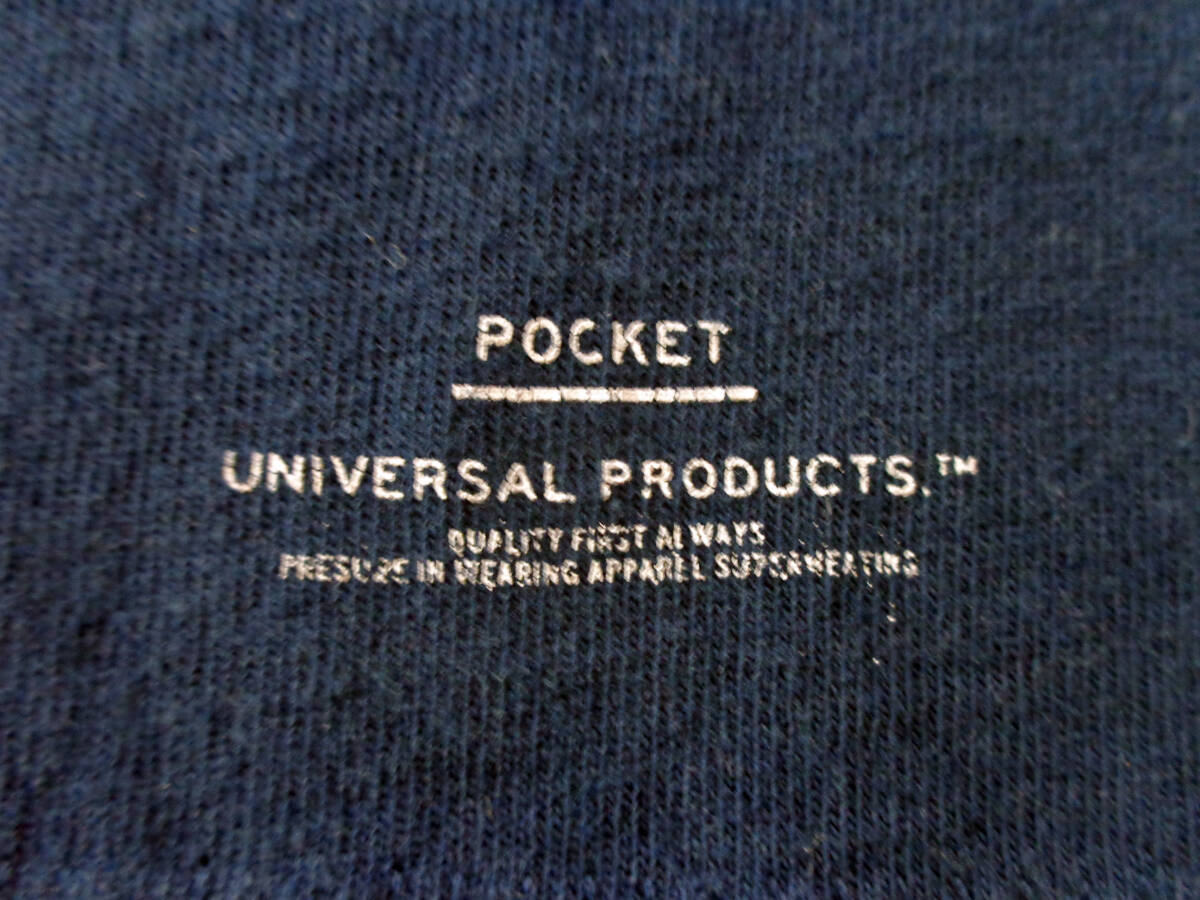 POCKET
UNIVERSAL PRODUCTS.™
QUALITY FIRST ALWAYS
IN WEARING APPAREL